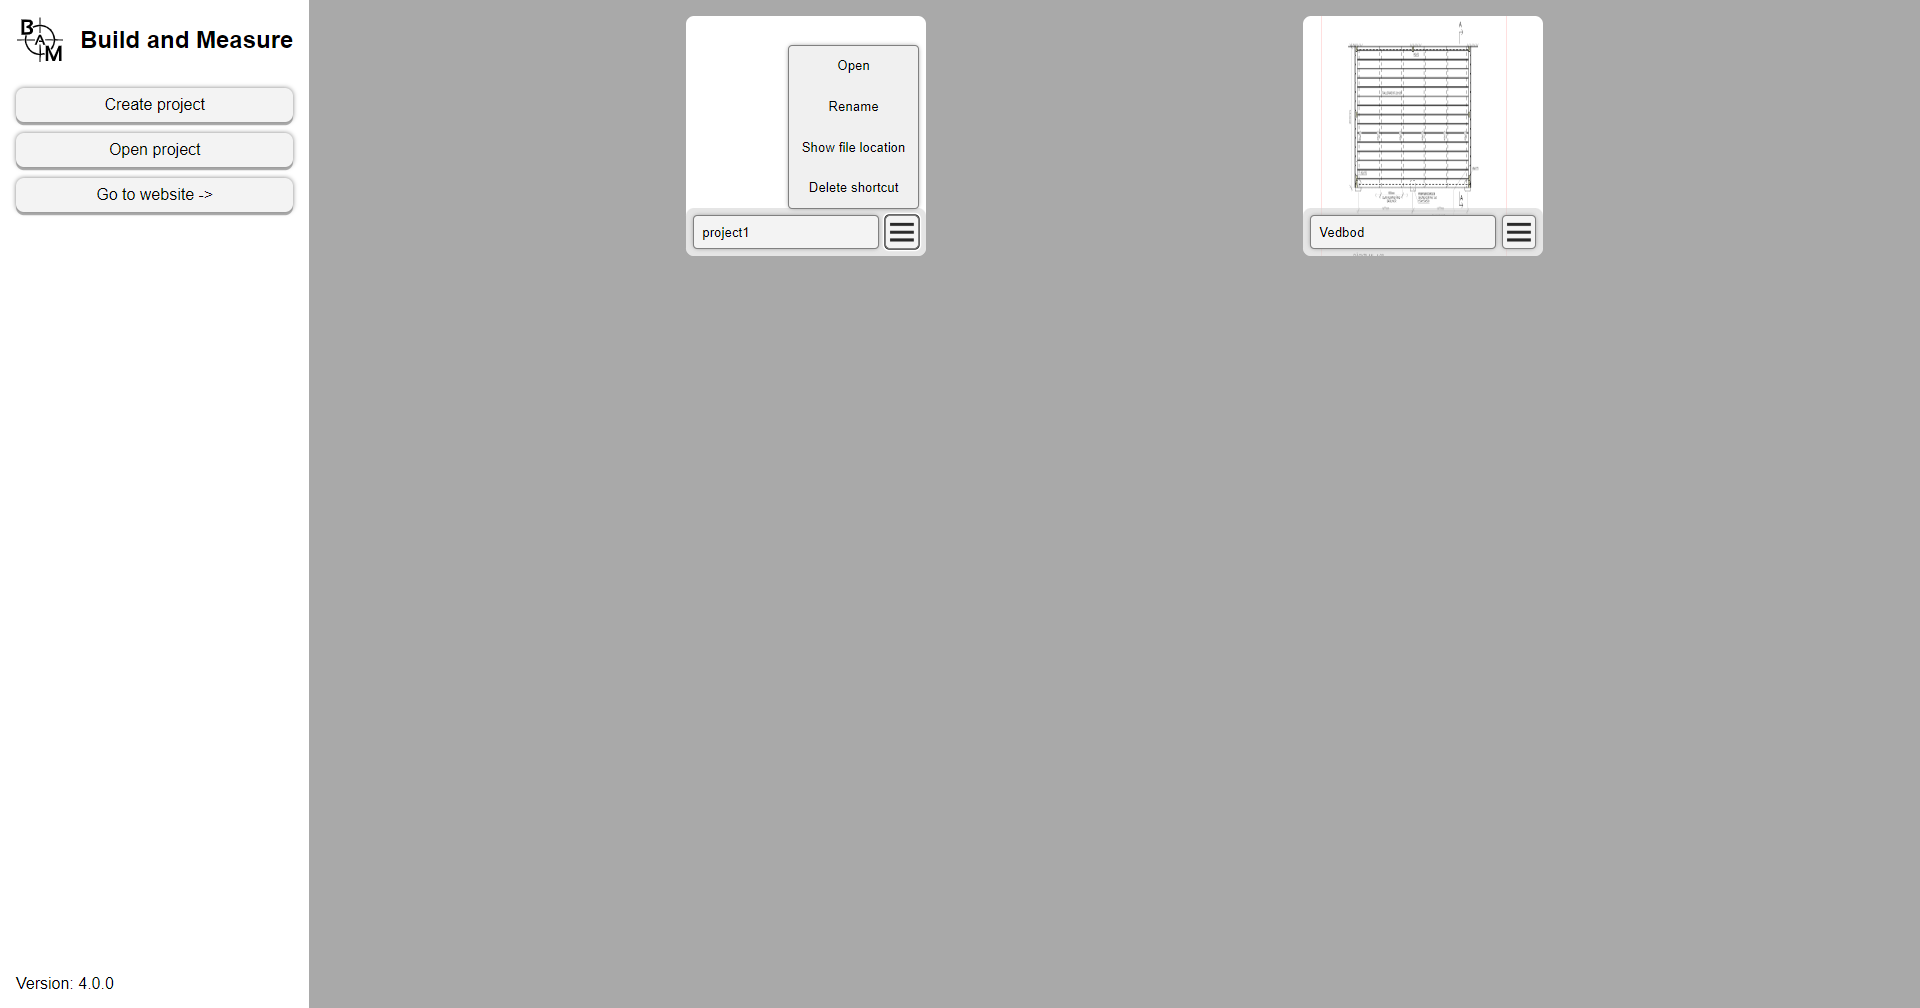 B
A
M
Build and Measure
Create project
Open project
Go to website ->
Version: 4.0.0
Open
Rename
Show file location
Delete shortcut
project1
Vedbod